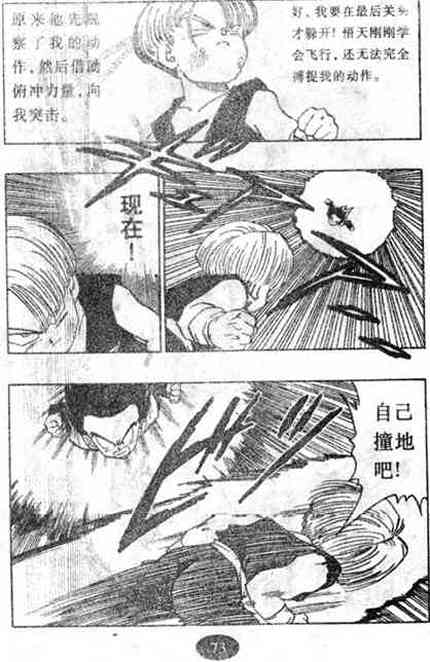 原来他先观
察了我的动
作，然后借助
俯冲力量，向
我突击。
好，我要在最后关头
才躲开！悟天刚刚学
会飞行，还无法完全
捕捉我的动作。
现在！
自己
撞地
吧！
73